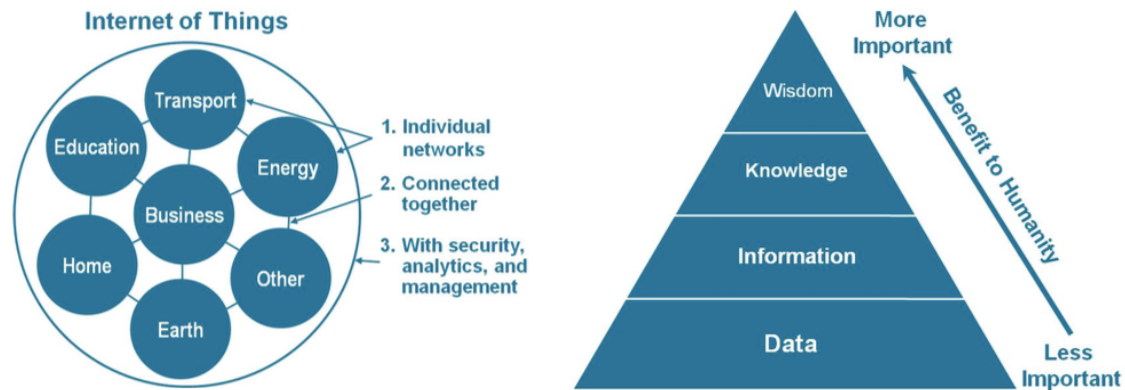 Internet of Things
Transport
Education
Energy
Business
Home
Other
Earth
1. Individual
networks
2. Connected
together
3. With security,
analytics, and
management
More
Important
Wisdom
Knowledge
Information
Data
Benefit to Humanity
Less
Important